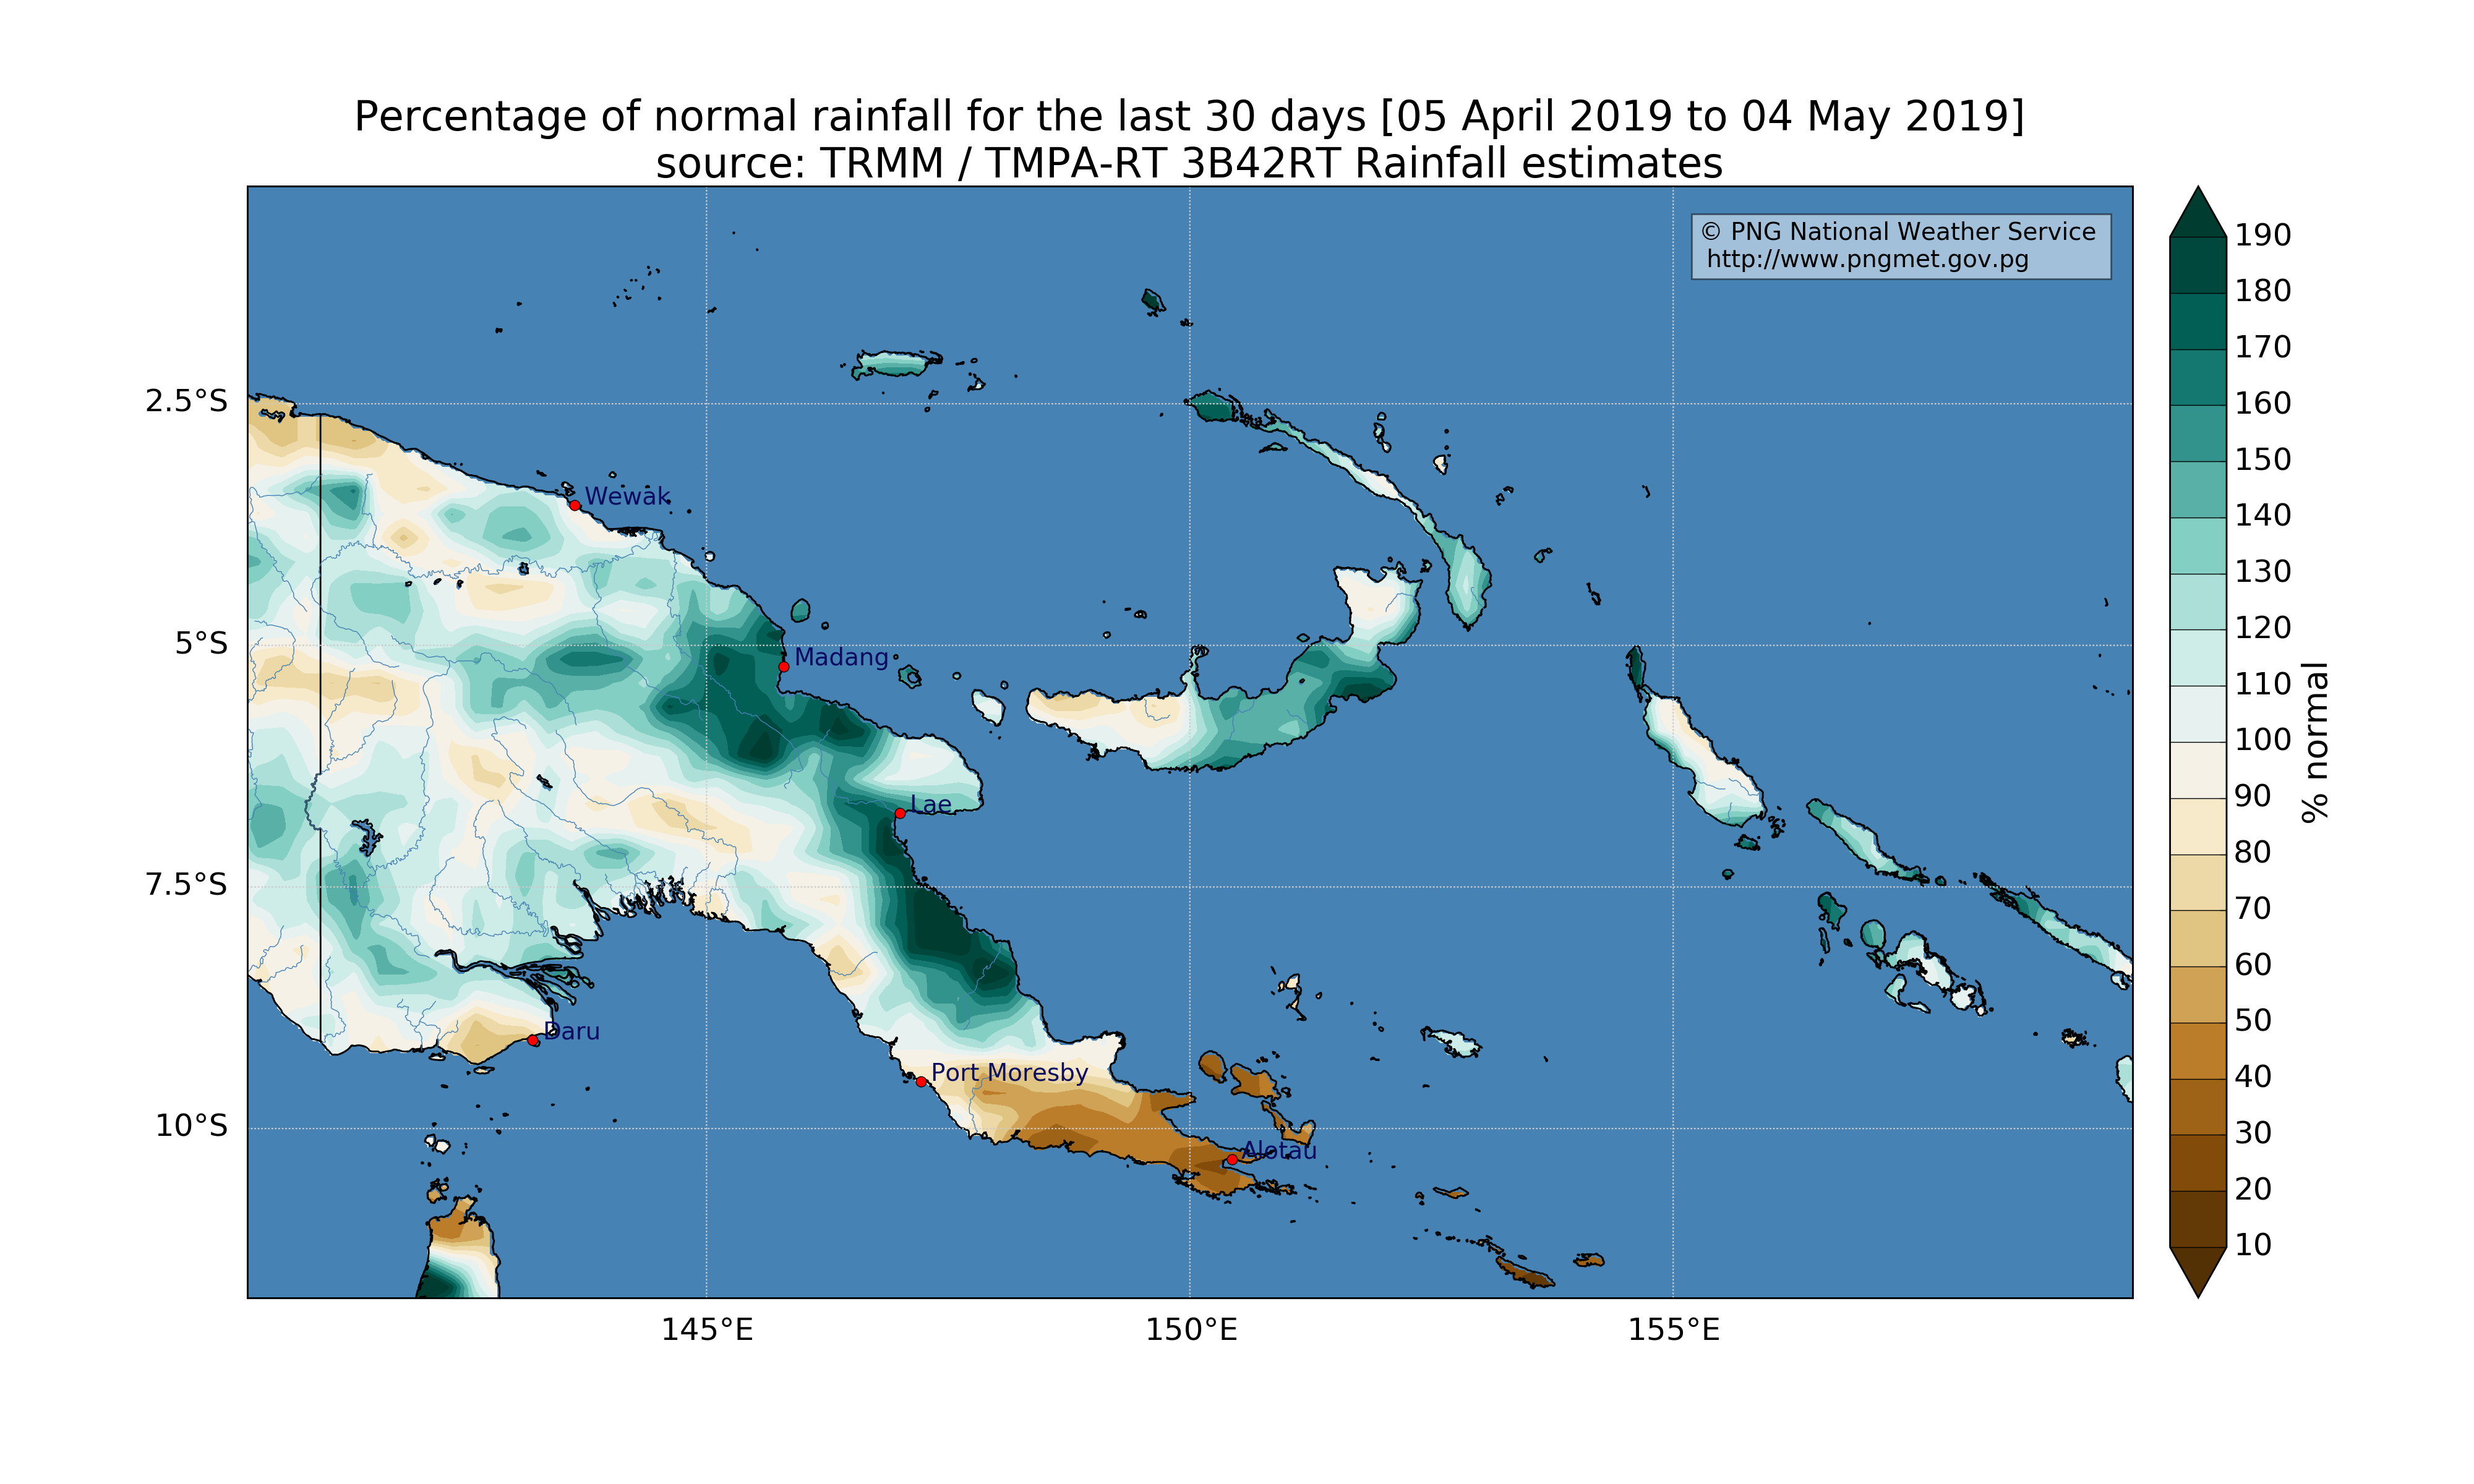 Percentage of normal rainfall for the last 30 days [05 April 2019 to 04 May 2019]
source: TRMM / TMPA-RT 3B42RT Rainfall estimates
© PNG National Weather Service
http://www.pngmet.gov.pg
2.5°S
5°S
7.5°S
10°S
Wewak
Madang
Lae
Daru
Port Moresby
Alotau
145°E
150°E
155°E
190
180
170
160
150
140
130
120
110
100
90
80
70
60
50
40
30
20
10
% normal